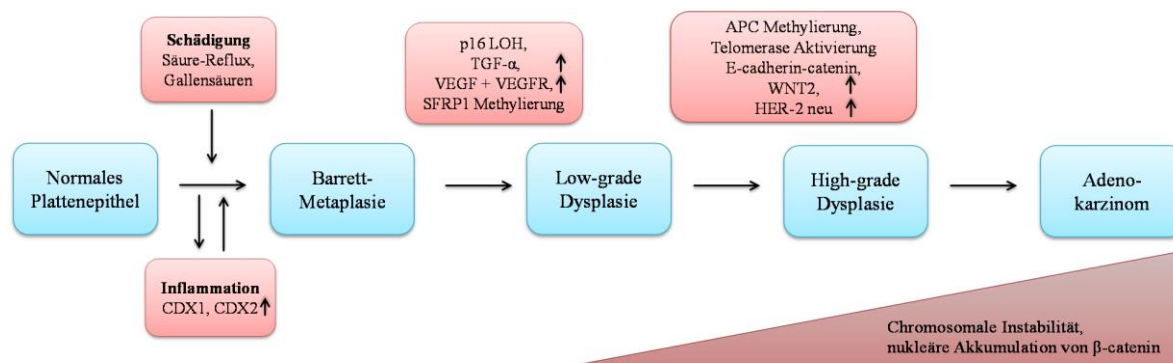 Schädigung
Säure-Reflux,
Gallensäuren
p16 LOH,
TGF-α,
VEGF + VEGFR,
SFRP1 Methylierung
APC Methylierung,
Telomerase Aktivierung
E-cadherin-catenin,
WNT2,
HER-2 neu
Normales
Plattenepithel
Barrett-
Metaplasie
Low-grade
Dysplasie
High-grade
Dysplasie
Adeno-
karzinom
Inflammation
CDX1, CDX2
Chromosomale Instabilität,
nukleäre Akkumulation von β-catenin